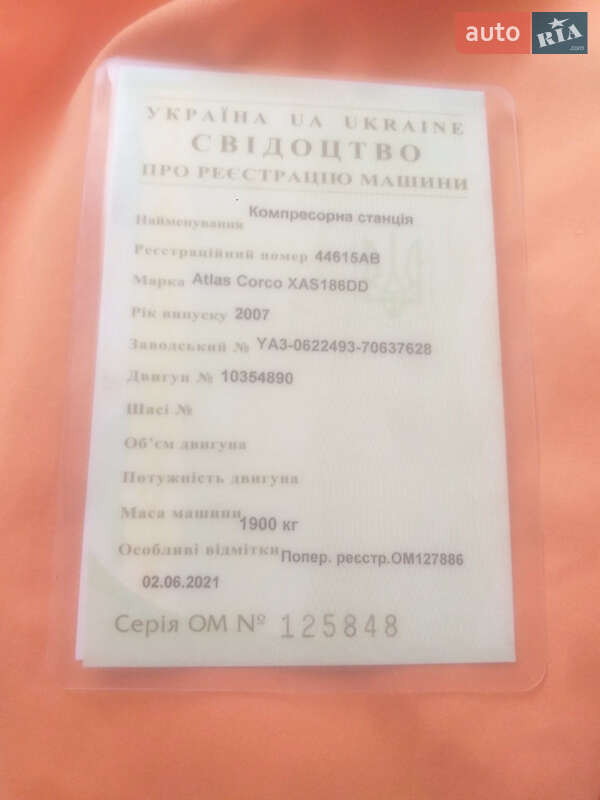 auto RIA .com
УКРАЇНА UA UKRAINE
СВІДОЦТВО
ПРО РЕЄСТРАЦІЮ МАШИНИ
Найменування Компресорна станція
Реєстраційний номер 44615АВ
Марка Atlas Corco XAS186DD
Рік випуску 2007
Заводський № YA3-0622493-70637628
Двигун № 10354890
Шасі №
Об'єм двигуна
Потужність двигуна
Маса машини 1900 кг
Особливі відмітки Попер. реєстр.ОМ127886
02.06.2021
Серія ОМ № 125848